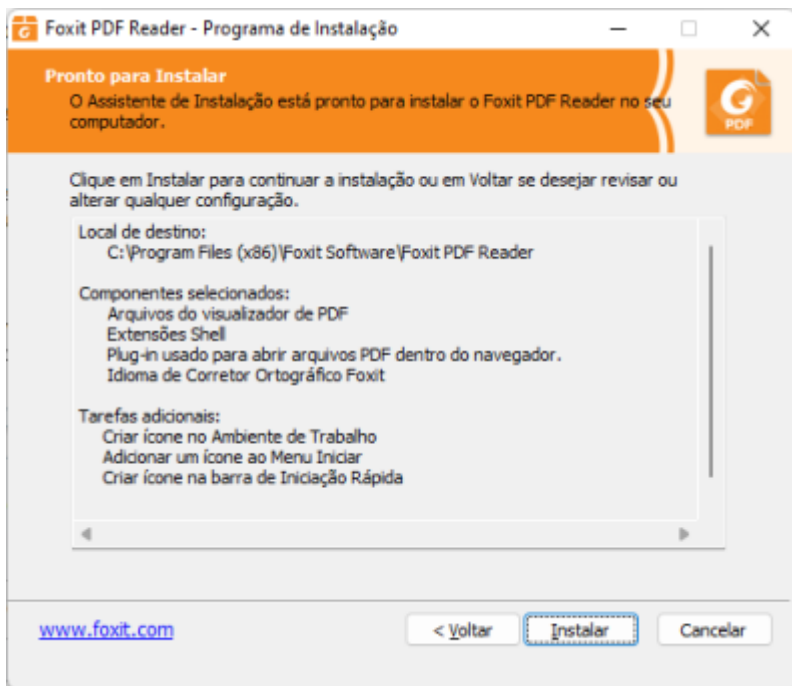 Foxit PDF Reader - Programa de Instalação
Pronto para Instalar
O Assistente de Instalação está pronto para instalar o Foxit PDF Reader no seu
computador.
PDF
Clique em Instalar para continuar a instalação ou em Voltar se desejar revisar ou
alterar qualquer configuração.
Local de destino:
C:\Program Files (x86)\Foxit Software\Foxit PDF Reader
Componentes selecionados:
Arquivos do visualizador de PDF
Extensões Shell
Plug-in usado para abrir arquivos PDF dentro do navegador.
Idioma de Corretor Ortográfico Foxit
Tarefas adicionais:
Criar ícone no Ambiente de Trabalho
Adicionar um ícone ao Menu Iniciar
Criar ícone na barra de Iniciação Rápida
www.foxit.com
< Voltar
Instalar
Cancelar